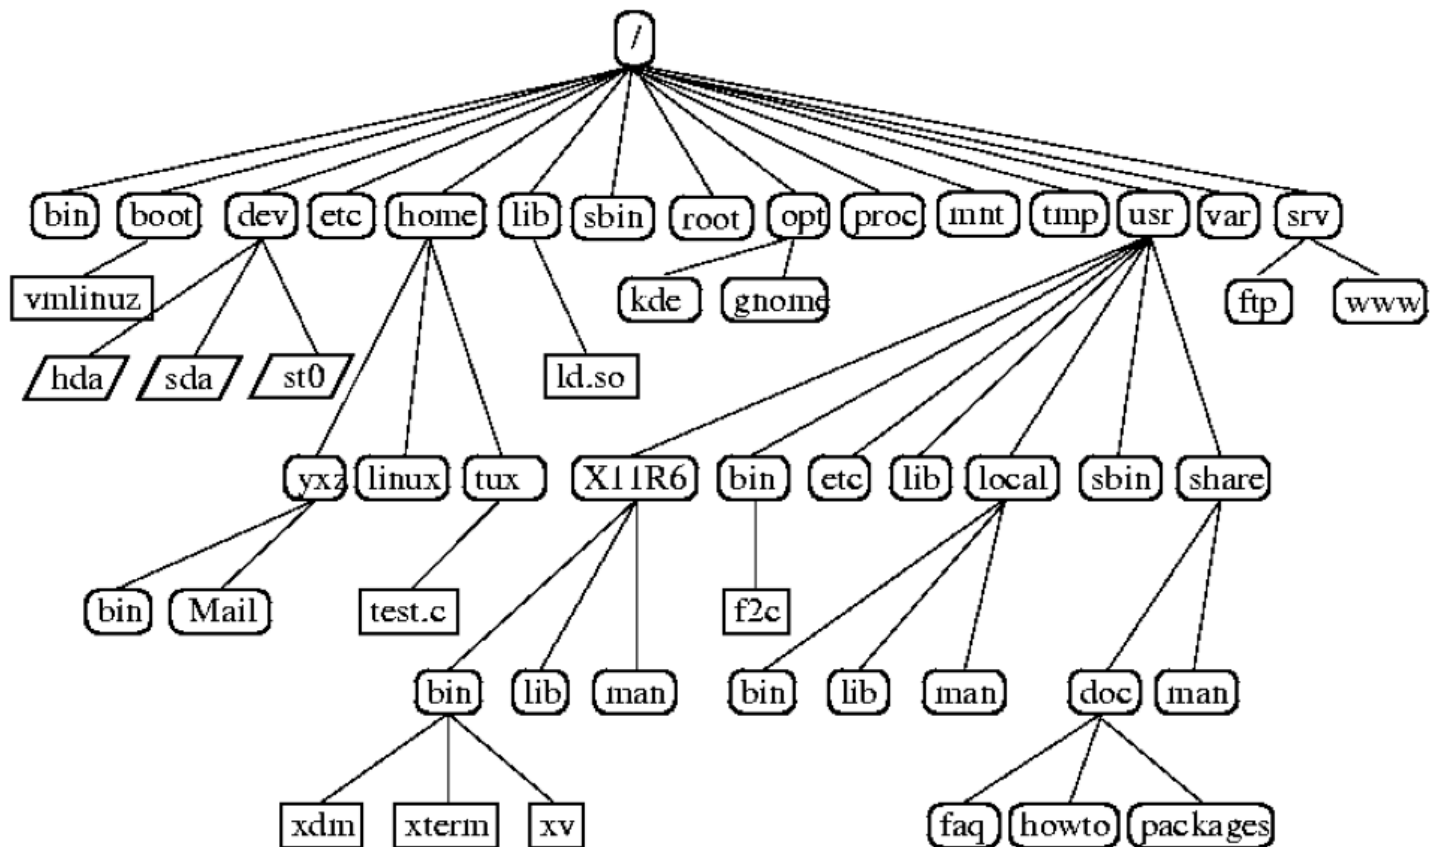 /
bin boot dev etc home lib sbin root opt proc mnt tmp usr var srv
vmlinuz kde gnome ftp www
hda sda st0 ld.so
yxz linux tux X11R6 bin etc lib local sbin share
bin Mail test.c f2c
bin lib man bin lib man doc man
xdm xterm xv faq howto packages